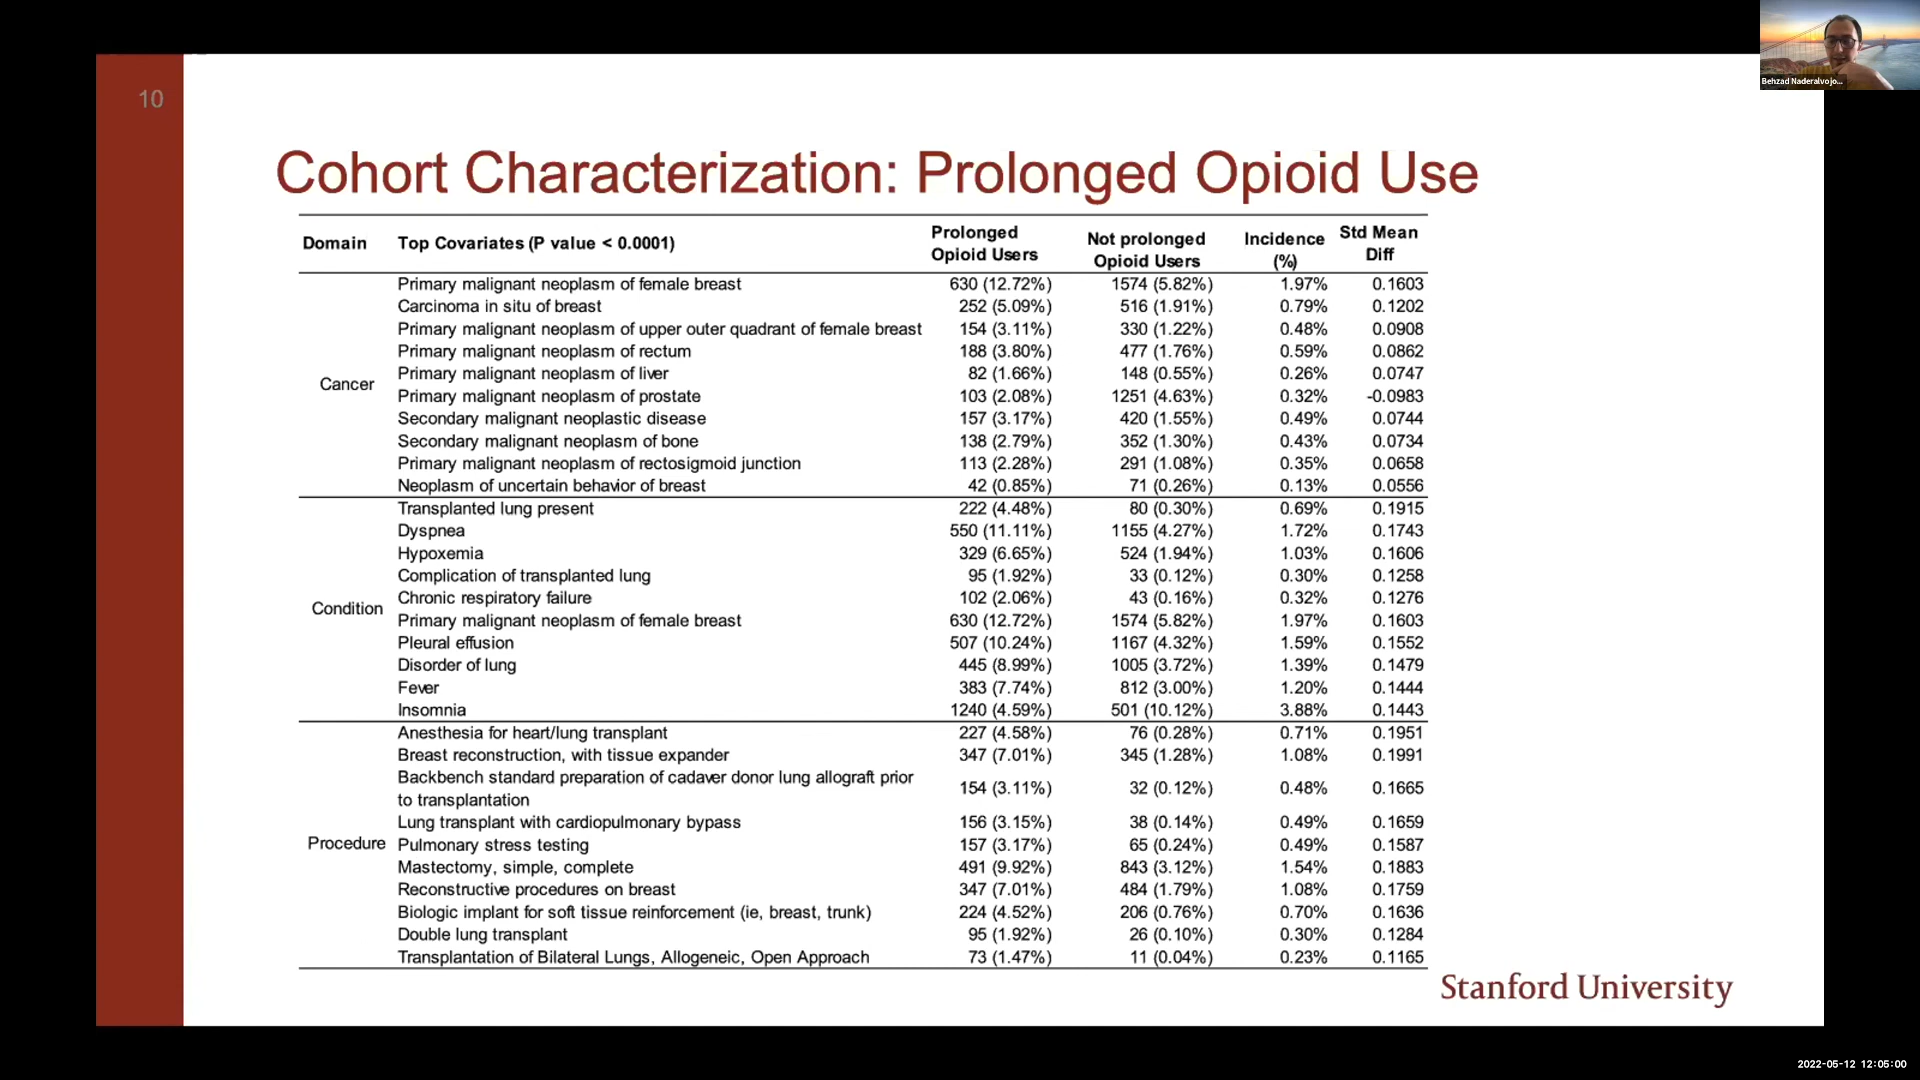 Behzad Naderalvojo...
10
Cohort Characterization: Prolonged Opioid Use
Domain Top Covariates (P value < 0.0001) Prolonged Opioid Users Not prolonged Opioid Users Incidence (%) Std Mean Diff
Cancer
Primary malignant neoplasm of female breast 630 (12.72%) 1574 (5.82%) 1.97% 0.1603
Carcinoma in situ of breast 252 (5.09%) 516 (1.91%) 0.79% 0.1202
Primary malignant neoplasm of upper outer quadrant of female breast 154 (3.11%) 330 (1.22%) 0.48% 0.0908
Primary malignant neoplasm of rectum 188 (3.80%) 477 (1.76%) 0.59% 0.0862
Primary malignant neoplasm of liver 82 (1.66%) 148 (0.55%) 0.26% 0.0747
Primary malignant neoplasm of prostate 103 (2.08%) 1251 (4.63%) 0.32% -0.0983
Secondary malignant neoplastic disease 157 (3.17%) 420 (1.55%) 0.49% 0.0744
Secondary malignant neoplasm of bone 138 (2.79%) 352 (1.30%) 0.43% 0.0734
Primary malignant neoplasm of rectosigmoid junction 113 (2.28%) 291 (1.08%) 0.35% 0.0658
Neoplasm of uncertain behavior of breast 42 (0.85%) 71 (0.26%) 0.13% 0.0556
Condition
Transplanted lung present 222 (4.48%) 80 (0.30%) 0.69% 0.1915
Dyspnea 550 (11.11%) 1155 (4.27%) 1.72% 0.1743
Hypoxemia 329 (6.65%) 524 (1.94%) 1.03% 0.1606
Complication of transplanted lung 95 (1.92%) 33 (0.12%) 0.30% 0.1258
Chronic respiratory failure 102 (2.06%) 43 (0.16%) 0.32% 0.1276
Primary malignant neoplasm of female breast 630 (12.72%) 1574 (5.82%) 1.97% 0.1603
Pleural effusion 507 (10.24%) 1167 (4.32%) 1.59% 0.1552
Disorder of lung 445 (8.99%) 1005 (3.72%) 1.39% 0.1479
Fever 383 (7.74%) 812 (3.00%) 1.20% 0.1444
Insomnia 1240 (4.59%) 501 (10.12%) 3.88% 0.1443
Procedure
Anesthesia for heart/lung transplant 227 (4.58%) 76 (0.28%) 0.71% 0.1951
Breast reconstruction, with tissue expander 347 (7.01%) 345 (1.28%) 1.08% 0.1991
Backbench standard preparation of cadaver donor lung allograft prior
to transplantation 154 (3.11%) 32 (0.12%) 0.48% 0.1665
Lung transplant with cardiopulmonary bypass 156 (3.15%) 38 (0.14%) 0.49% 0.1659
Pulmonary stress testing 157 (3.17%) 65 (0.24%) 0.49% 0.1587
Mastectomy, simple, complete 491 (9.92%) 843 (3.12%) 1.54% 0.1883
Reconstructive procedures on breast 347 (7.01%) 484 (1.79%) 1.08% 0.1759
Biologic implant for soft tissue reinforcement (ie, breast, trunk) 224 (4.52%) 206 (0.76%) 0.70% 0.1636
Double lung transplant 95 (1.92%) 26 (0.10%) 0.30% 0.1284
Transplantation of Bilateral Lungs, Allogeneic, Open Approach 73 (1.47%) 11 (0.04%) 0.23% 0.1165
Stanford University
2022-05-12 12:05:00